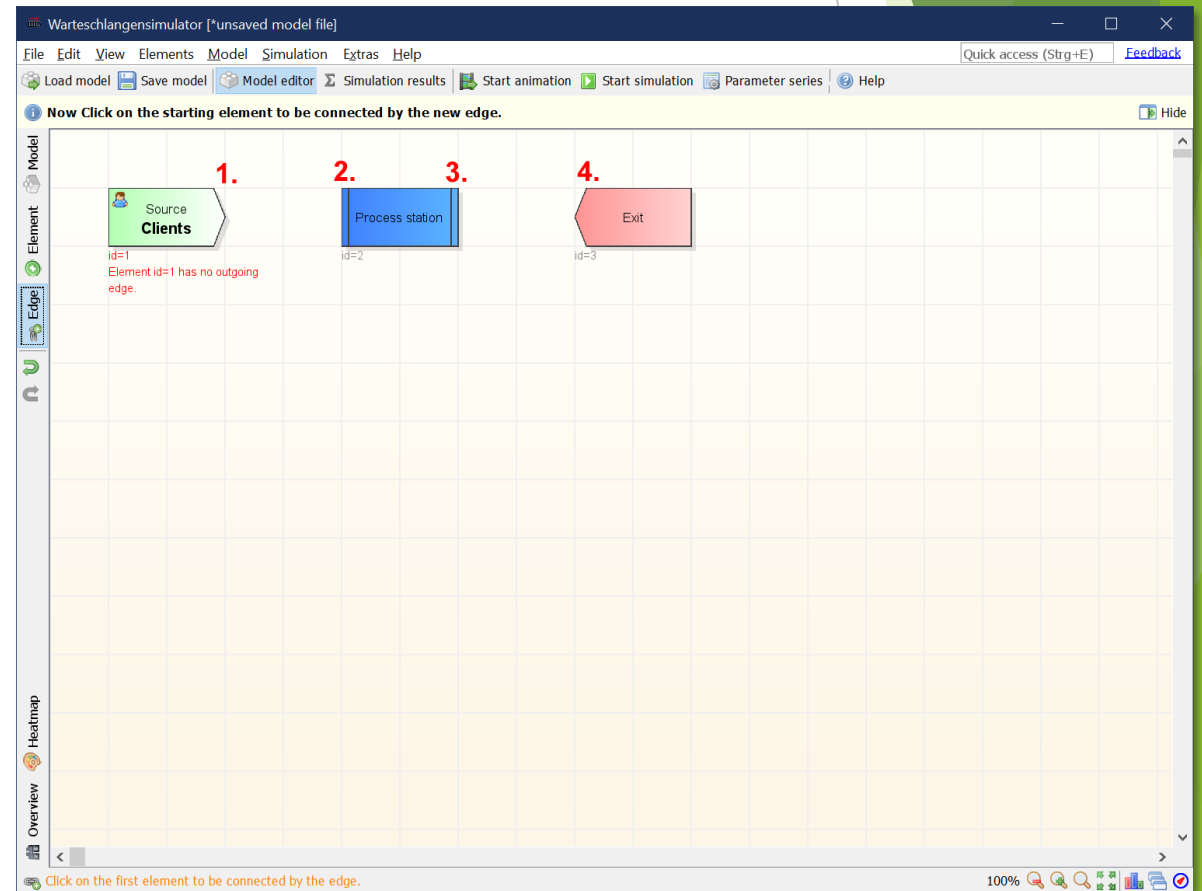 Warteschlangensimulator [*unsaved model file]
File Edit View Elements Model Simulation Extras Help Quick access (Strg+E) Feedback
Load model Save model Model editor Σ Simulation results Start animation Start simulation Parameter series Help
Now Click on the starting element to be connected by the new edge. Hide
Model
Element
Edge
1. 2. 3. 4.
Source
Clients
Process station
Exit
id=1
id=2
id=3
Element id=1 has no outgoing
edge.
Heatmap
Overview
Click on the first element to be connected by the edge. 100%